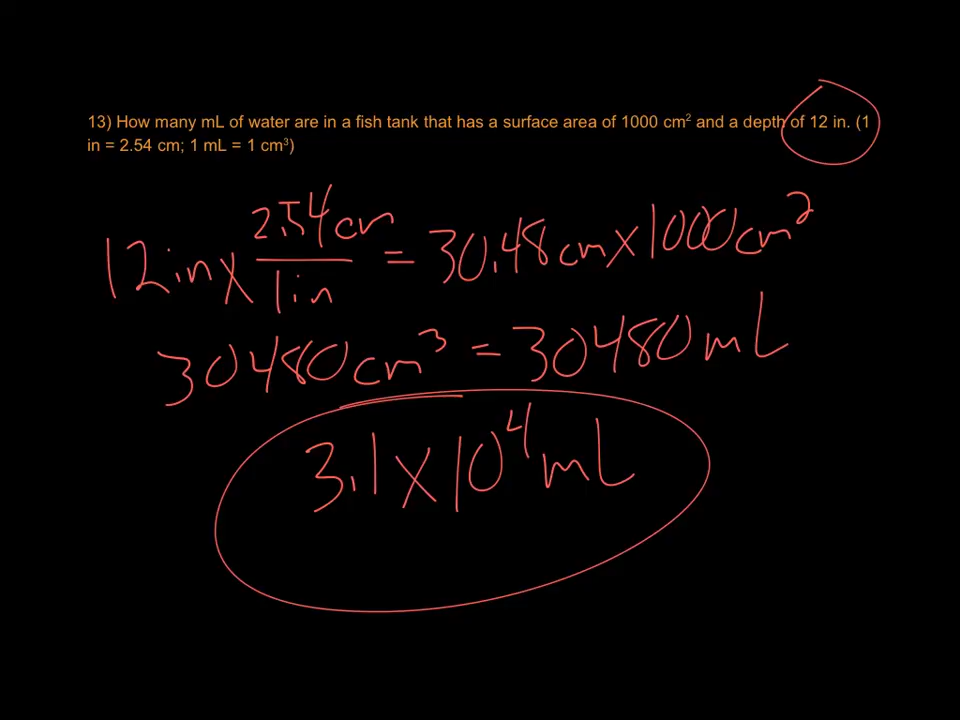 13) How many mL of water are in a fish tank that has a surface area of 1000 cm² and a depth of 12 in. (1
in = 2.54 cm; 1 mL = 1 cm³)
12 in x 2.54 cm / 1 in = 30.48 cm x 1000 cm²
30480 cm³ = 30480 mL
3.1 x 10⁴ mL